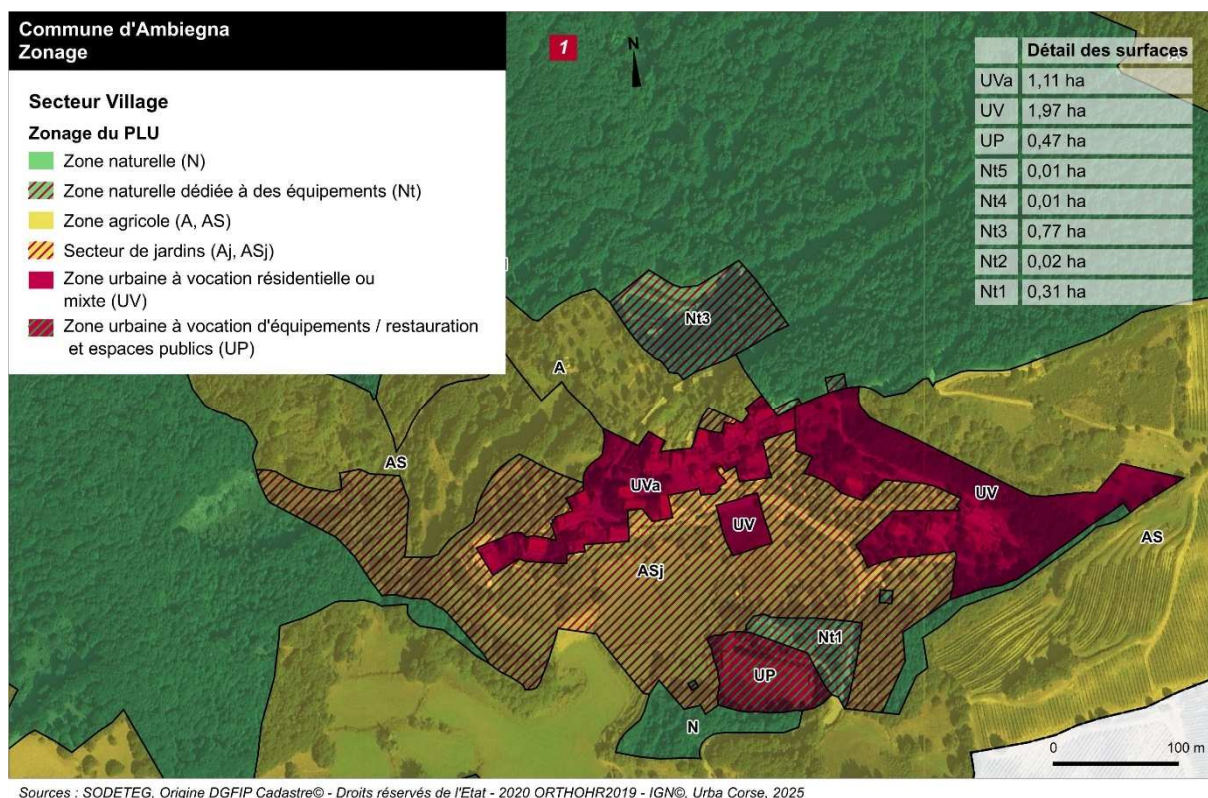 Commune d'Ambiegna
Zonage
Secteur Village
Zonage du PLU
Zone naturelle (N)
Zone naturelle dédiée à des équipements (Nt)
Zone agricole (A, AS)
Secteur de jardins (Aj, ASj)
Zone urbaine à vocation résidentielle ou
mixte (UV)
Zone urbaine à vocation d'équipements / restauration
et espaces publics (UP)
1
N
Détail des surfaces
UVa 1,11 ha
UV 1,97 ha
UP 0,47 ha
Nt5 0,01 ha
Nt4 0,01 ha
Nt3 0,77 ha
Nt2 0,02 ha
Nt1 0,31 ha
Nt3
A
AS
UVa
UV
UV
AS
ASj
Nt1
UP
N
0 100 m
Sources : SODETEG, Origine DGFIP Cadastre© - Droits réservés de l'Etat - 2020 ORTHOHR2019 - IGN©, Urba Corse, 2025